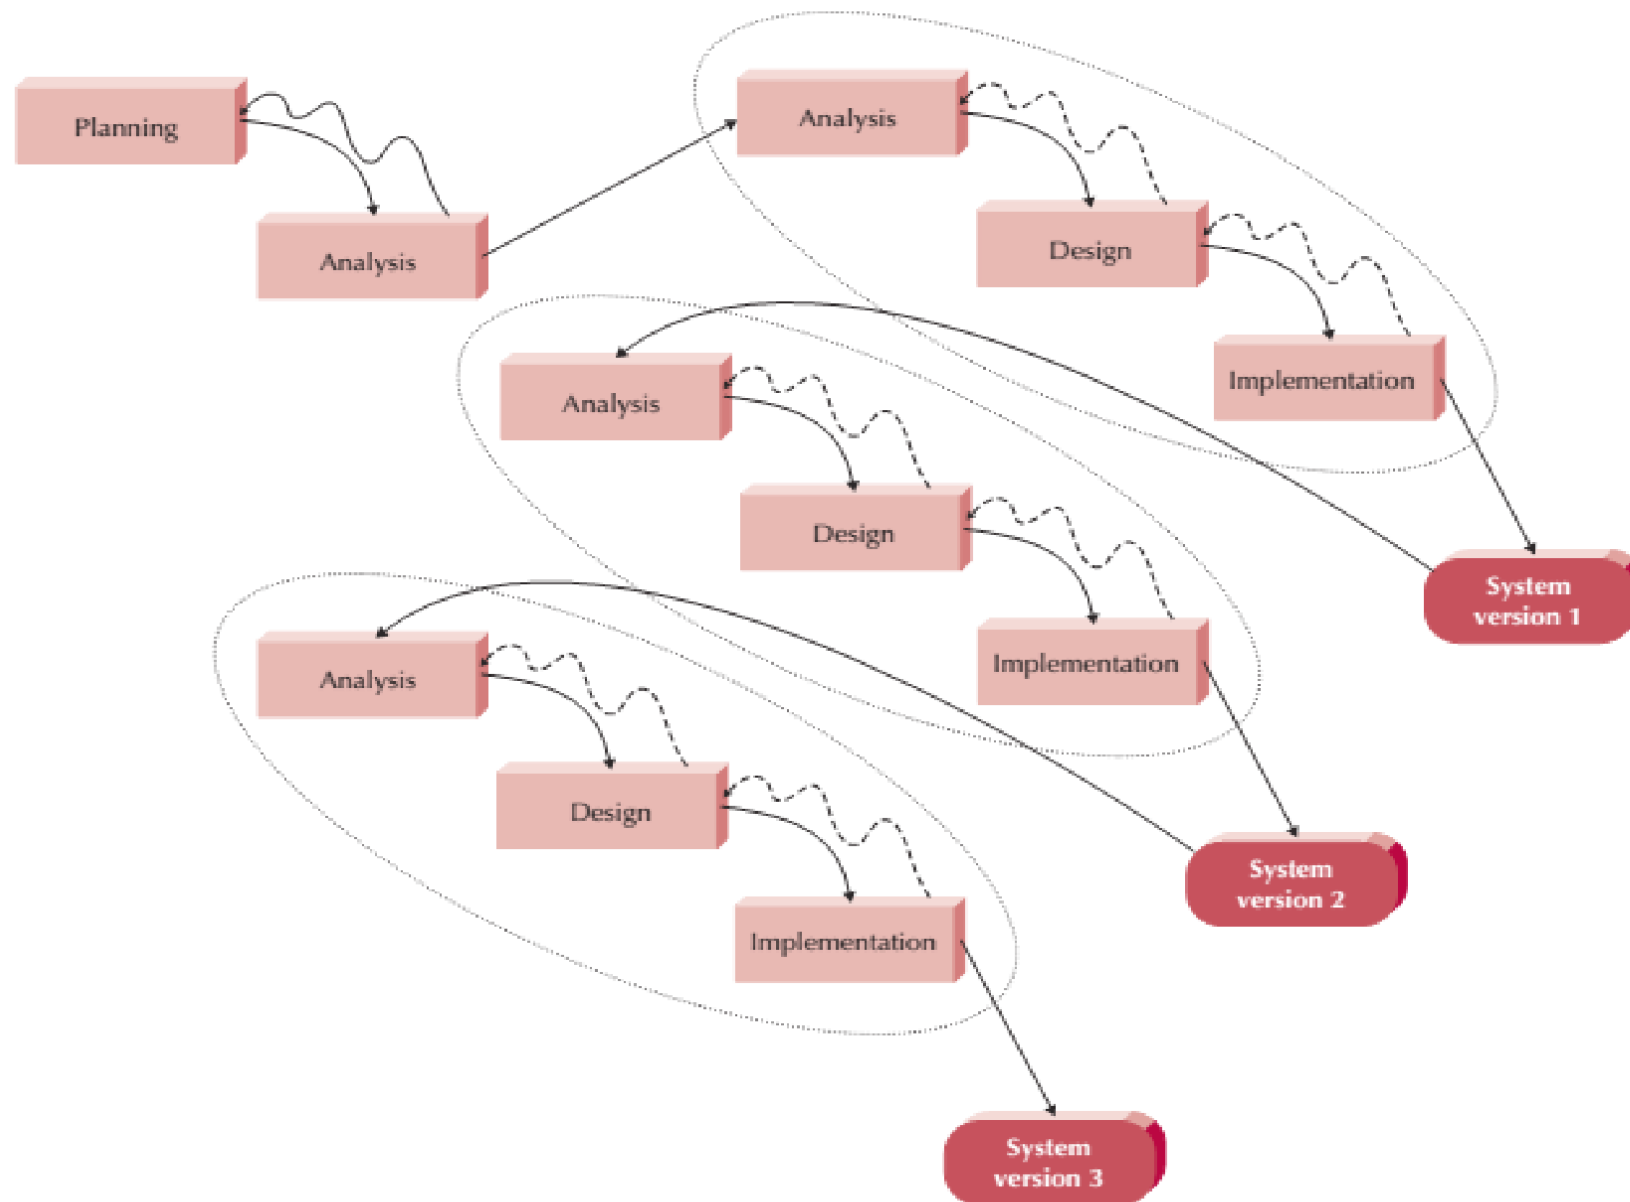 Planning
Analysis
Analysis
Design
Implementation
System
version 1
Analysis
Design
Implementation
System
version 2
Analysis
Design
Implementation
System
version 3